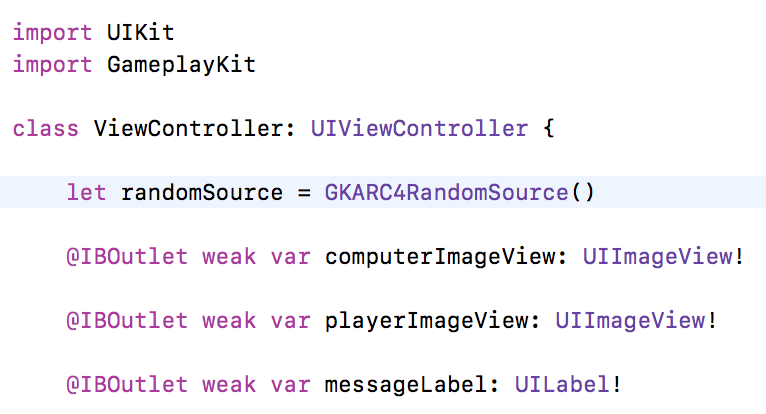 import UIKit
import GameplayKit
class ViewController: UIViewController {
let randomSource = GKARC4RandomSource()
@IBOutlet weak var computerImageView: UIImageView!
@IBOutlet weak var playerImageView: UIImageView!
@IBOutlet weak var messageLabel: UILabel!